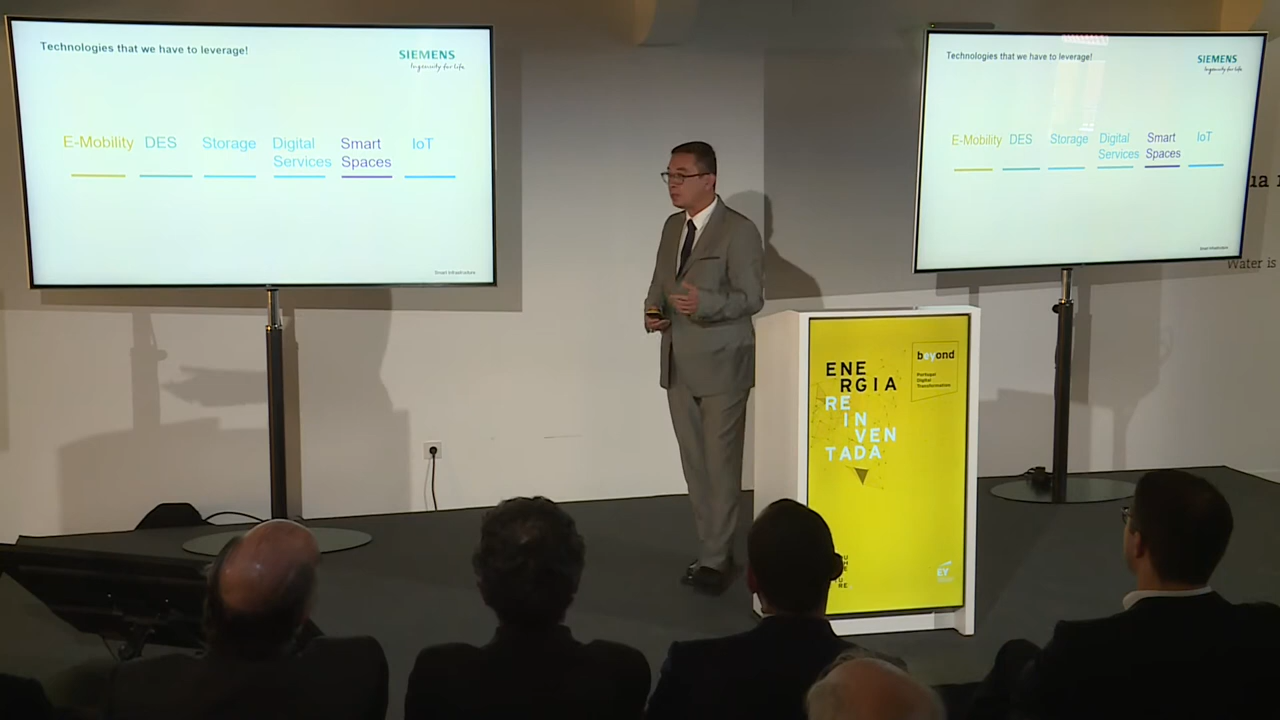 Technologies that we have to leverage!
SIEMENS
Ingenuity for life
E-Mobility
DES
Storage
Digital
Services
Smart
Spaces
IoT
Smart Infrastructure
Technologies that we have to leverage!
SIEMENS
Ingenuity for life
E-Mobility
DES
Storage
Digital
Services
Smart
Spaces
IoT
Smart Infrastructure
Water is
ENE
RGIA
RE
IN
VEN
TADA
beyond
Portugal
Digital
Transformation
EY